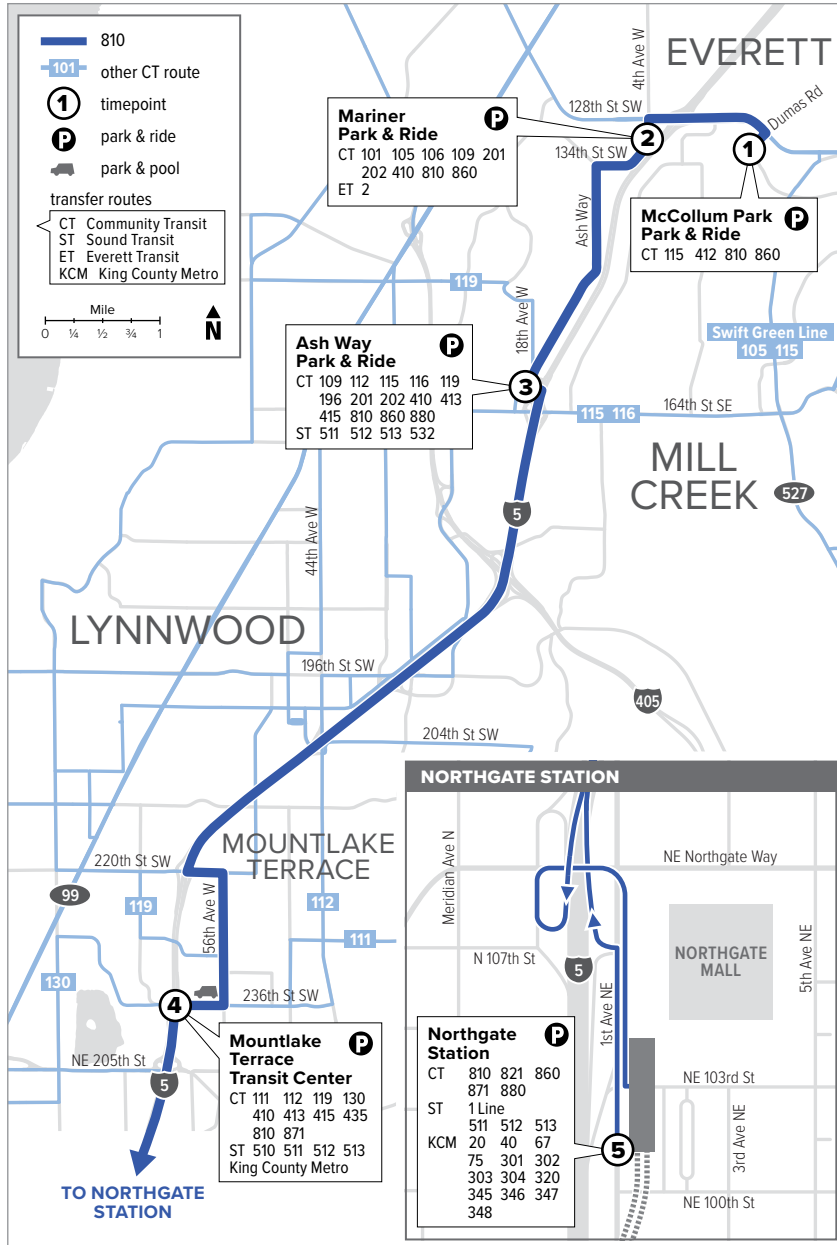 810
101 other CT route
1 timepoint
P park & ride
park & pool
transfer routes
CT Community Transit
ST Sound Transit
ET Everett Transit
KCM King County Metro
Mile
0 ¼ ½ ¾ 1
N
EVERETT
4th Ave W
128th St SW
Dumas Rd
Mariner
Park & Ride
P
CT 101 105 106 109 201
202 410 810 860
ET 2
2
1
134th St SW
Ash Way
McCollum Park
Park & Ride
P
CT 115 412 810 860
119
18th Ave W
Swift Green Line
105 115
Ash Way
Park & Ride
P
CT 109 112 115 116 119
196 201 202 410 413
415 810 860 880
ST 511 512 513 532
3
115 116
164th St SE
MILL
CREEK
527
5
44th Ave W
LYNNWOOD
196th St SW
405
204th St SW
MOUNTLAKE
TERRACE
220th St SW
99
119
56th Ave W
112
111
130
236th St SW
4
Mountlake
Terrace
Transit Center
P
CT 111 112 119 130
410 413 415 435
810 871
ST 510 511 512 513
King County Metro
NE 205th St
5
TO NORTHGATE
STATION
NORTHGATE STATION
Meridian Ave N
NE Northgate Way
N 107th St
5
NORTHGATE
MALL
5th Ave NE
1st Ave NE
Northgate
Station
P
CT 810 821 860
871 880
ST 1 Line
511 512 513
KCM 20 40 67
75 301 302
303 304 320
345 346 347
348
5
NE 103rd St
3rd Ave NE
NE 100th St